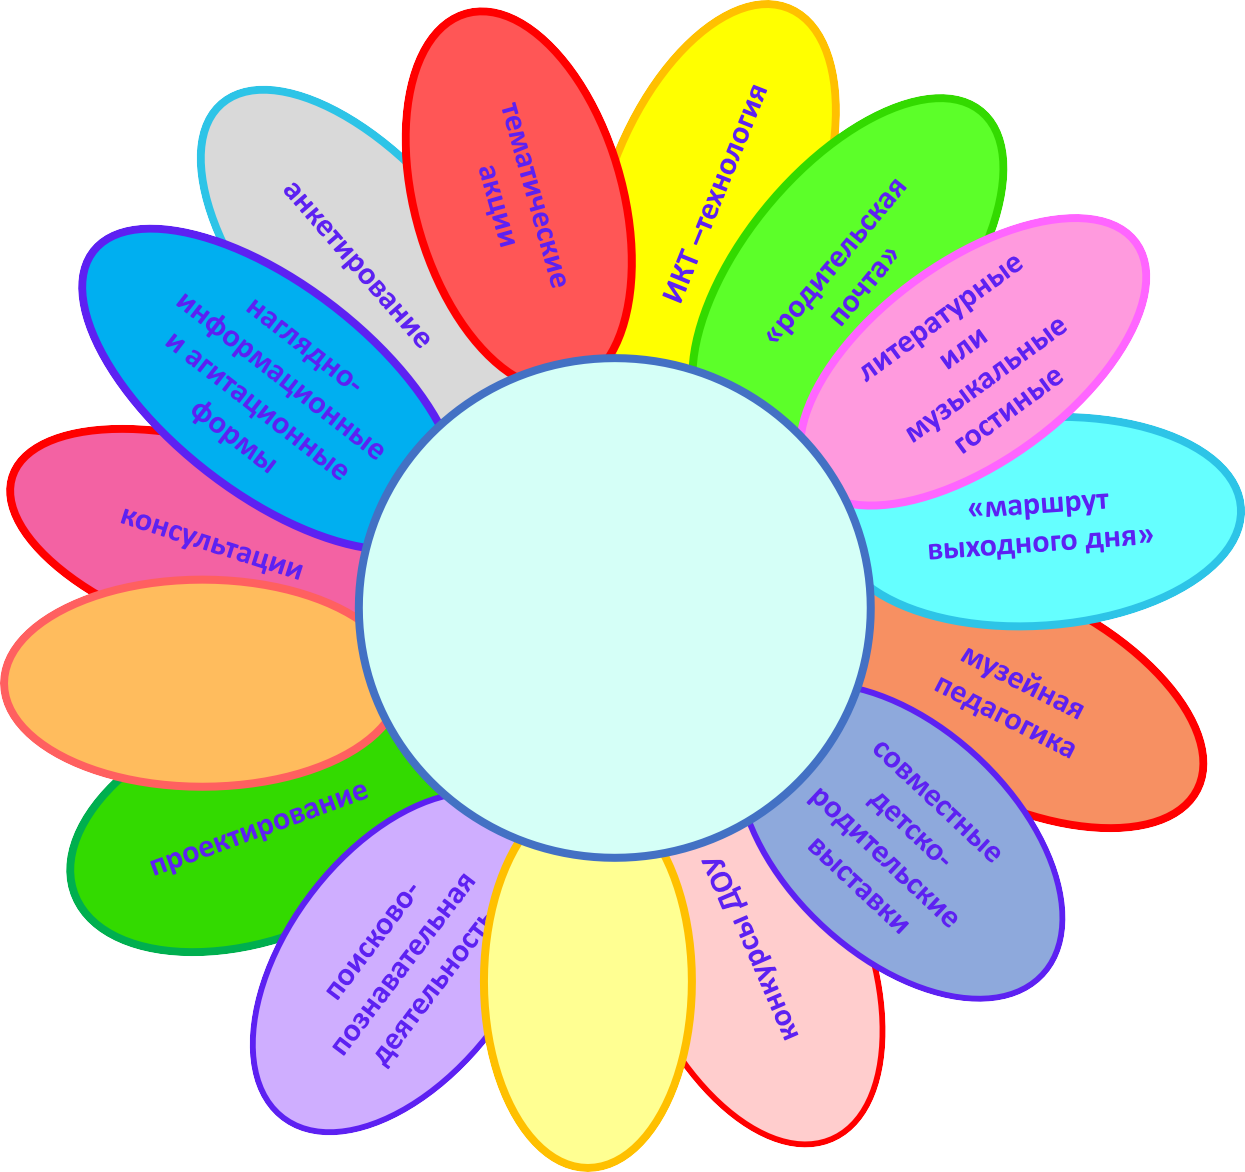 тематические
акции
ИКТ –технология
«родительская
почта»
литературные
или
музыкальные
гостиные
«маршрут
выходного дня»
музейная
педагогика
совместные
детско-
родительские
выставки
конкурсы ДОУ
поисково-
познавательная
деятельность
проектирование
консультации
наглядно-
информационные
и агитационные
формы
анкетирование